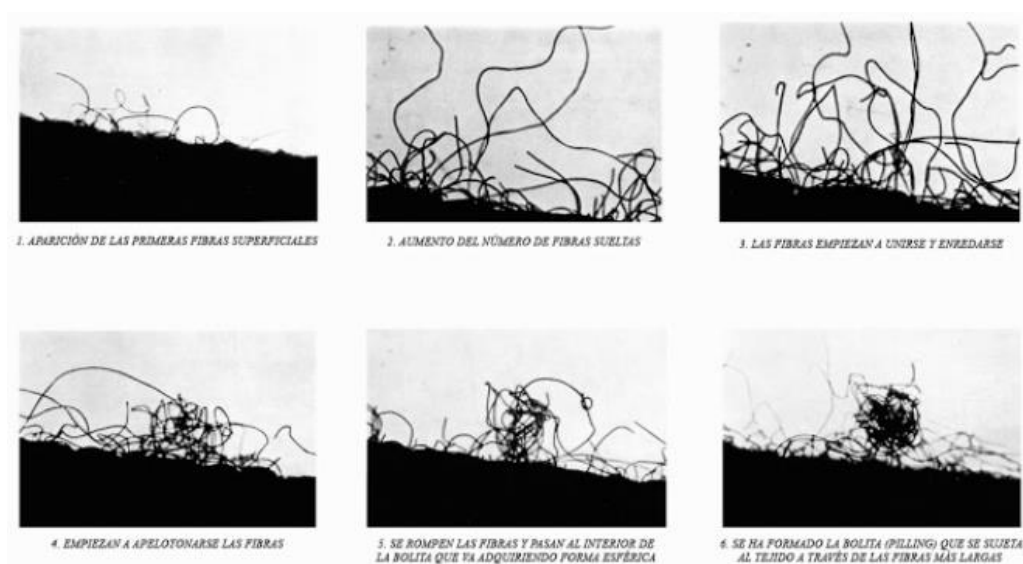 1. APARICIÓN DE LAS PRIMERAS FIBRAS SUPERFICIALES
2. AUMENTO DEL NÚMERO DE FIBRAS SUELTAS
3. LAS FIBRAS EMPIEZAN A UNIRSE Y ENREDARSE
4. EMPIEZAN A APELOTONARSE LAS FIBRAS
5. SE ROMPEN LAS FIBRAS Y PASAN AL INTERIOR DE
LA BOLITA QUE VA ADQUIRIENDO FORMA ESFÉRICA
6. SE HA FORMADO LA BOLITA (PILLING) QUE SE SUJETA
AL TEJIDO A TRAVÉS DE LAS FIBRAS MÁS LARGAS